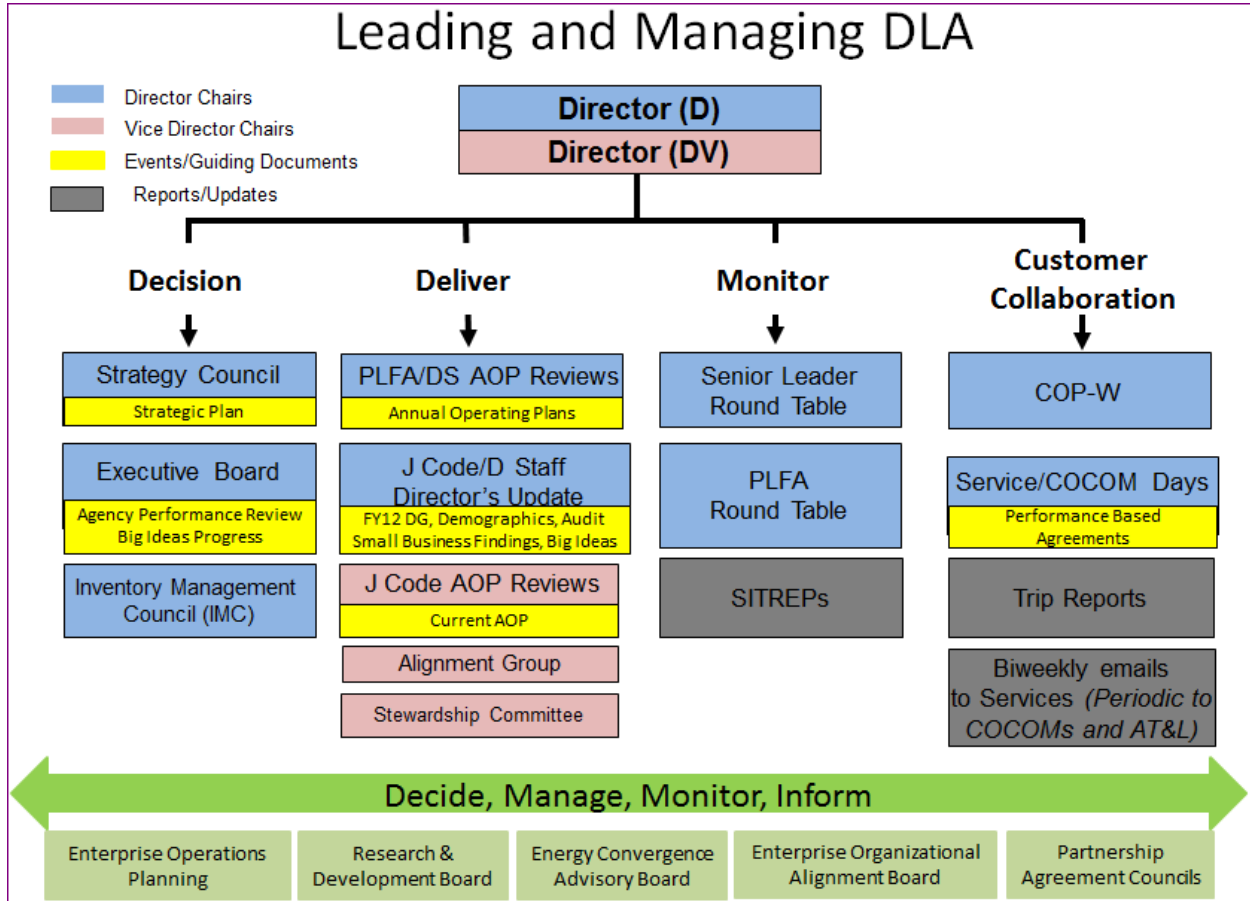 Leading and Managing DLA
Director Chairs
Vice Director Chairs
Events/Guiding Documents
Reports/Updates
Director (D)
Director (DV)
Decision
Strategy Council
Strategic Plan
Executive Board
Agency Performance Review
Big Ideas Progress
Inventory Management
Council (IMC)
Deliver
PLFA/DS AOP Reviews
Annual Operating Plans
J Code/D Staff
Director's Update
FY12 DG, Demographics, Audit
Small Business Findings, Big Ideas
J Code AOP Reviews
Current AOP
Alignment Group
Stewardship Committee
Monitor
Senior Leader
Round Table
PLFA
Round Table
SITREPs
Customer
Collaboration
COP-W
Service/COCOM Days
Performance Based
Agreements
Trip Reports
Biweekly emails
to Services (Periodic to
COCOMs and AT&L)
Decide, Manage, Monitor, Inform
Enterprise Operations
Planning
Research &
Development Board
Energy Convergence
Advisory Board
Enterprise Organizational
Alignment Board
Partnership
Agreement Councils